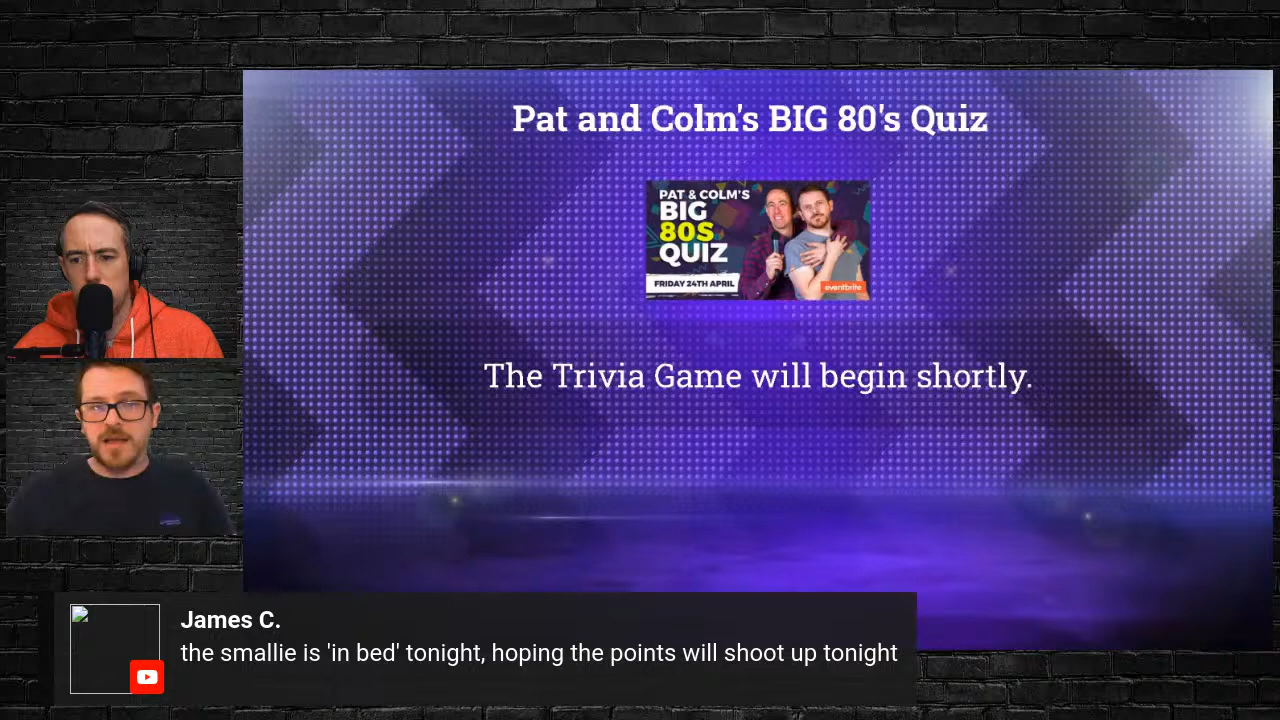 Pat and Colm's BIG 80's Quiz
PAT & COLM'S
BIG
80S
QUIZ
FRIDAY 24TH APRIL
eventbrite
The Trivia Game will begin shortly.
James C.
the smallie is 'in bed' tonight, hoping the points will shoot up tonight